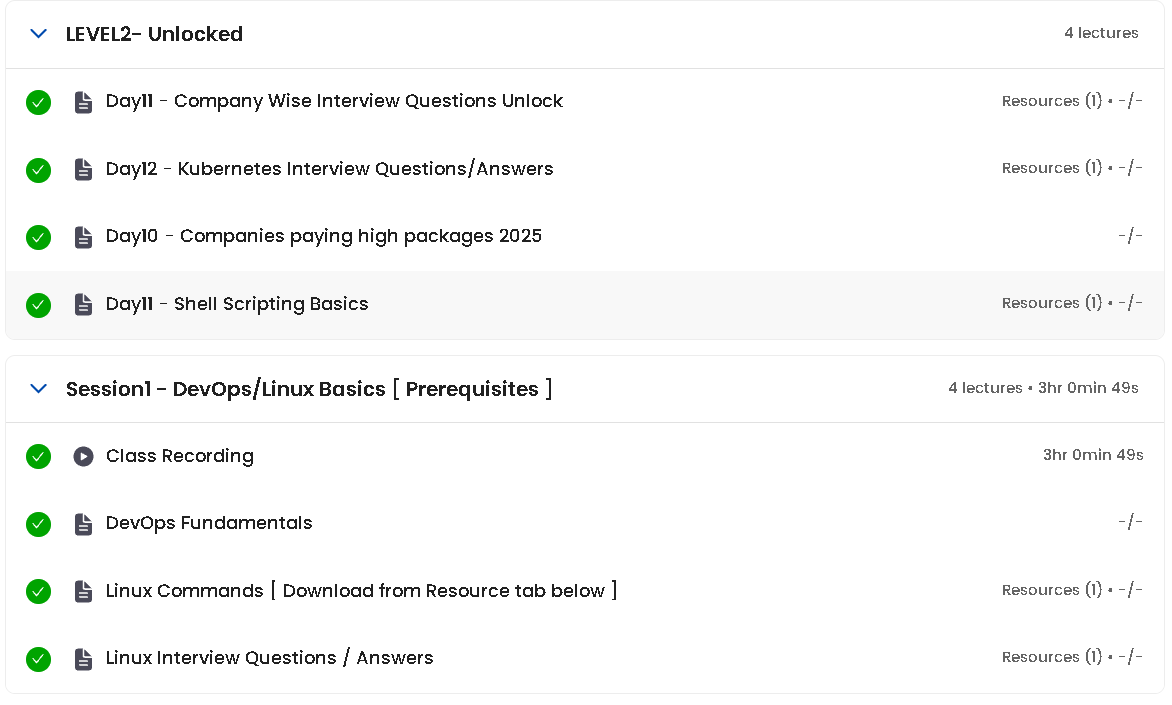 LEVEL2- Unlocked 4 lectures
Day11 - Company Wise Interview Questions Unlock Resources (1) • -/-
Day12 - Kubernetes Interview Questions/Answers Resources (1) • -/-
Day10 - Companies paying high packages 2025 -/-
Day11 - Shell Scripting Basics Resources (1) • -/-
Session1 - DevOps/Linux Basics [ Prerequisites ] 4 lectures • 3hr 0min 49s
Class Recording 3hr 0min 49s
DevOps Fundamentals -/-
Linux Commands [ Download from Resource tab below ] Resources (1) • -/-
Linux Interview Questions / Answers Resources (1) • -/-